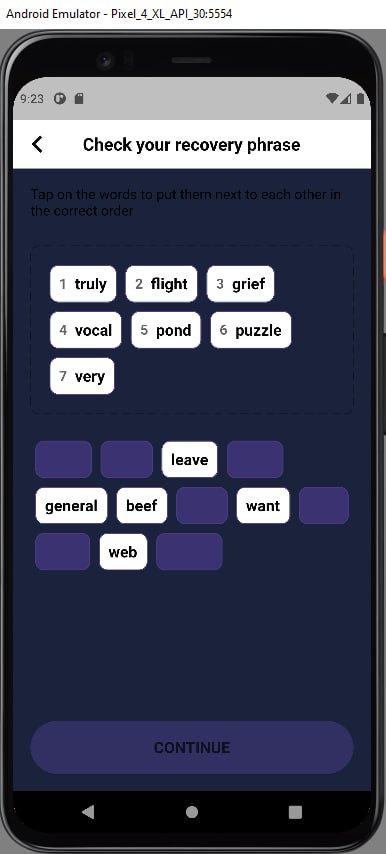 Android Emulator - Pixel_4_XL_API_30:5554
9:23
Check your recovery phrase
Tap on the words to put them next to each other in
the correct order
1 truly 2 flight 3 grief
4 vocal 5 pond 6 puzzle
7 very
leave
general beef want
web
CONTINUE